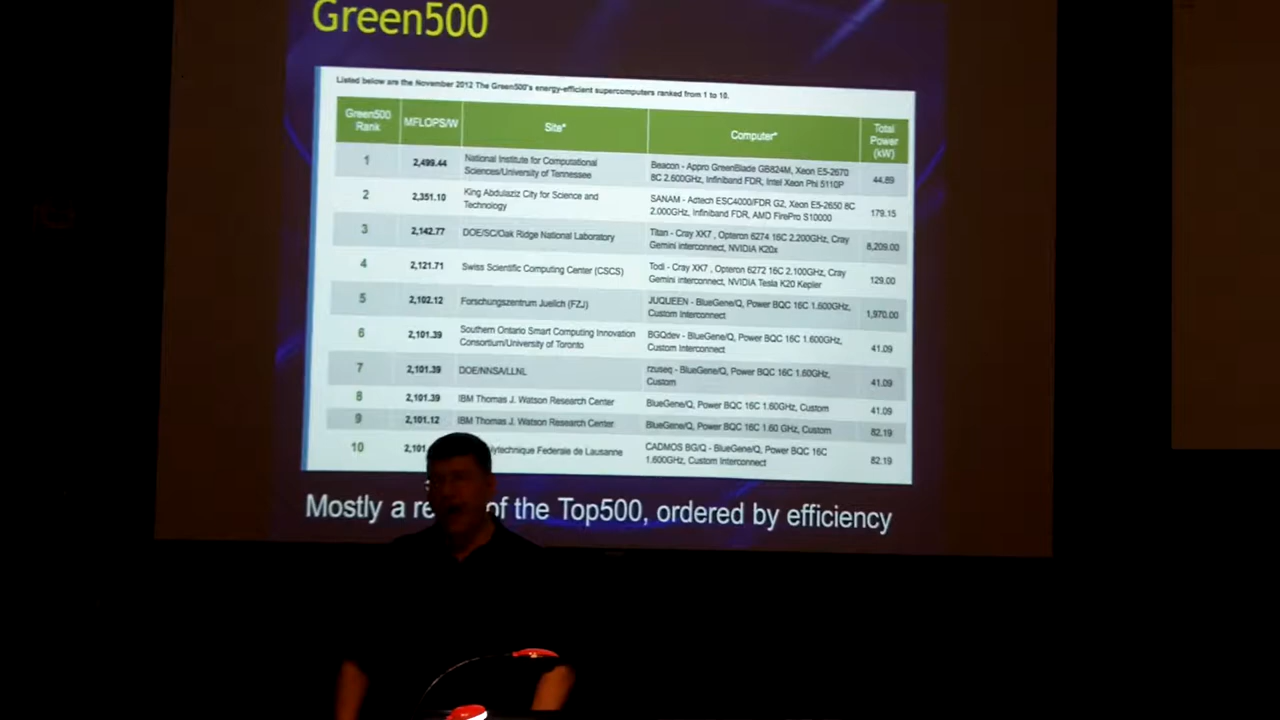 Green500
Listed below are the November 2012 The Green500's energy-efficient supercomputers ranked from 1 to 10.
Green500 Rank MFLOPS/W Site* Computer* Total Power (kW)
1 2,499.44 National Institute for Computational Sciences/University of Tennessee Beacon - Appro GreenBlade GB824M, Xeon E5-2670 8C 2.600GHz, Infiniband FDR, Intel Xeon Phi 5110P 44.89
2 2,351.10 King Abdulaziz City for Science and Technology SANAM - Adtech ESC4000/FDR G2, Xeon E5-2650 8C 2.000GHz, Infiniband FDR, AMD FirePro S10000 179.15
3 2,142.77 DOE/SC/Oak Ridge National Laboratory Titan - Cray XK7 , Opteron 6274 16C 2.200GHz, Cray Gemini interconnect, NVIDIA K20x 8,209.00
4 2,121.71 Swiss Scientific Computing Center (CSCS) Todi - Cray XK7 , Opteron 6272 16C 2.100GHz, Cray Gemini interconnect, NVIDIA Tesla K20 Kepler 129.00
5 2,102.12 Forschungszentrum Juelich (FZJ) JUQUEEN - BlueGene/Q, Power BQC 16C 1.600GHz, Custom Interconnect 1,970.00
6 2,101.39 Southern Ontario Smart Computing Innovation Consortium/University of Toronto BGQdev - BlueGene/Q, Power BQC 16C 1.600GHz, Custom Interconnect 41.09
7 2,101.39 DOE/NNSA/LLNL rzuseq - BlueGene/Q, Power BQC 16C 1.60GHz, Custom 41.09
8 2,101.39 IBM Thomas J. Watson Research Center BlueGene/Q, Power BQC 16C 1.60GHz, Custom 41.09
9 2,101.12 IBM Thomas J. Watson Research Center BlueGene/Q, Power BQC 16C 1.60 GHz, Custom 82.19
10 2,101 Federale de Lausanne CADMOS BG/Q - BlueGene/Q, Power BQC 16C 1.600GHz, Custom Interconnect 82.19
Mostly a of the Top500, ordered by efficiency